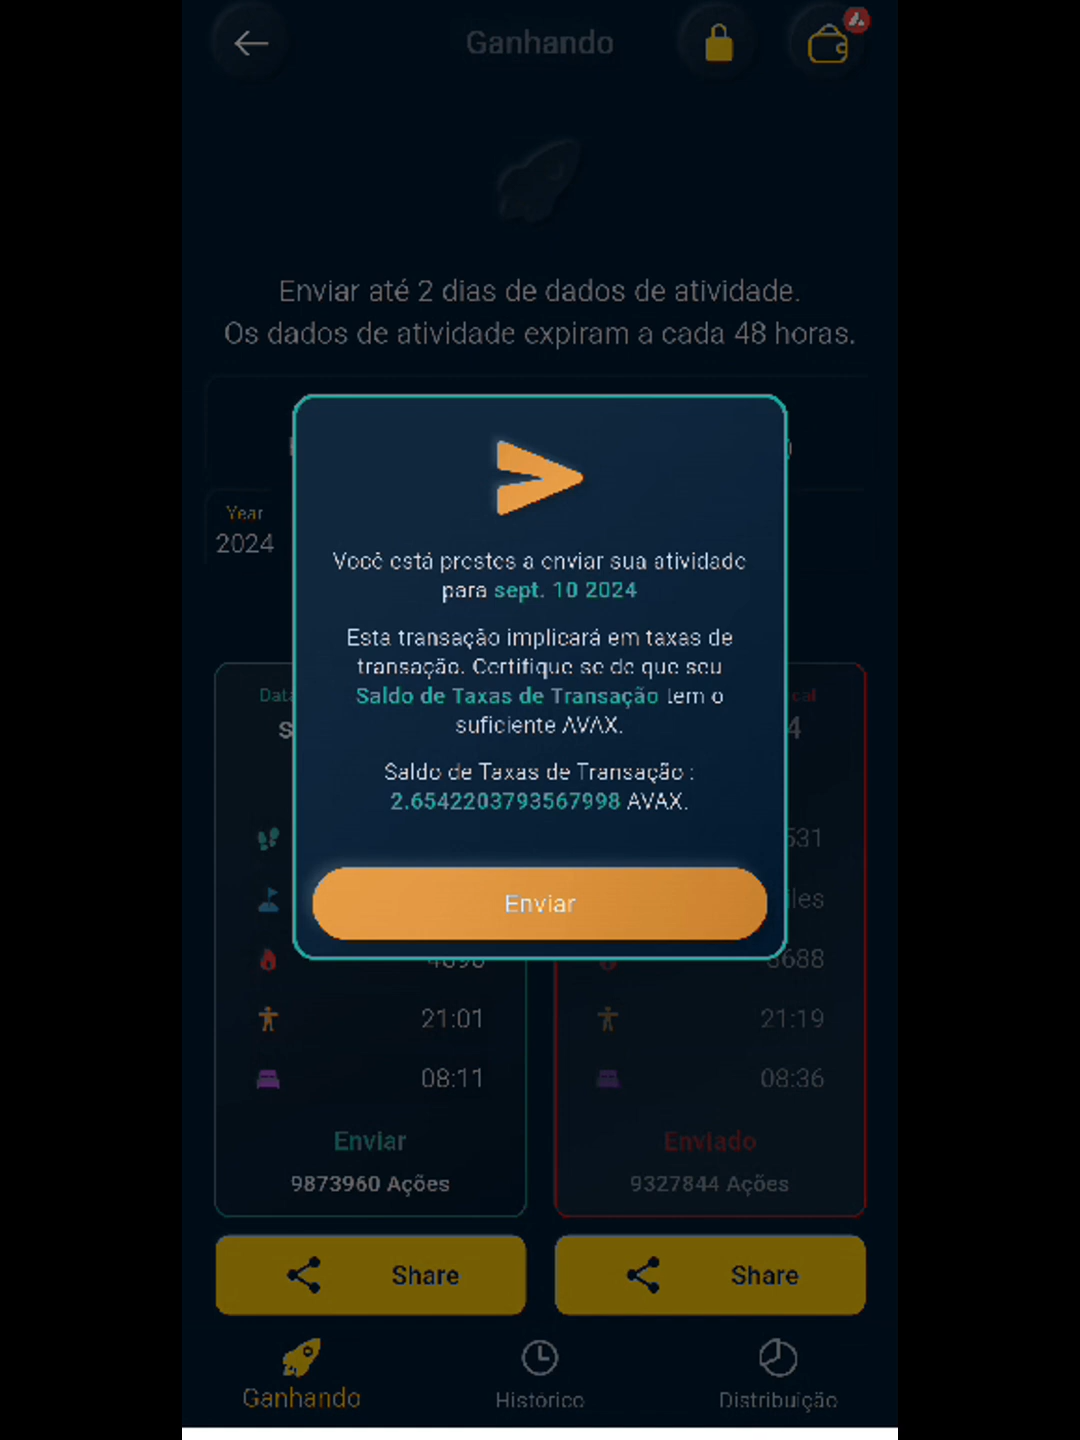 Ganhando
Enviar até 2 dias de dados de atividade.
Os dados de atividade expiram a cada 48 horas.
Year
2024
Você está prestes a enviar sua atividade
para sept. 10 2024
Esta transação implicará em taxas de
transação. Certifique se de que seu
Saldo de Taxas de Transação tem o
suficiente AVAX.
Saldo de Taxas de Transação :
2.6542203793567998 AVAX.
Enviar
21:01
21:19
08:11
08:36
Enviar
Enviado
9873960 Ações
9327844 Ações
Share
Share
Ganhando
Histórico
Distribuição